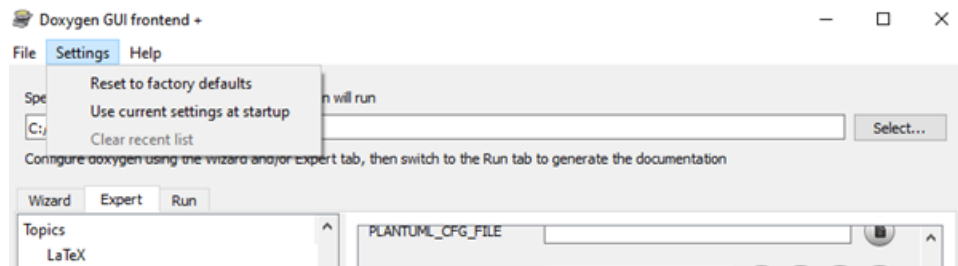 Doxygen GUI frontend +
File Settings Help
Reset to factory defaults
Spe n will run
Use current settings at startup
C:/ Select...
Clear recent list
Configure doxygen using the Wizard and/or Expert tab, then switch to the Run tab to generate the documentation
Wizard Expert Run
Topics PLANTUML_CFG_FILE
LaTeX